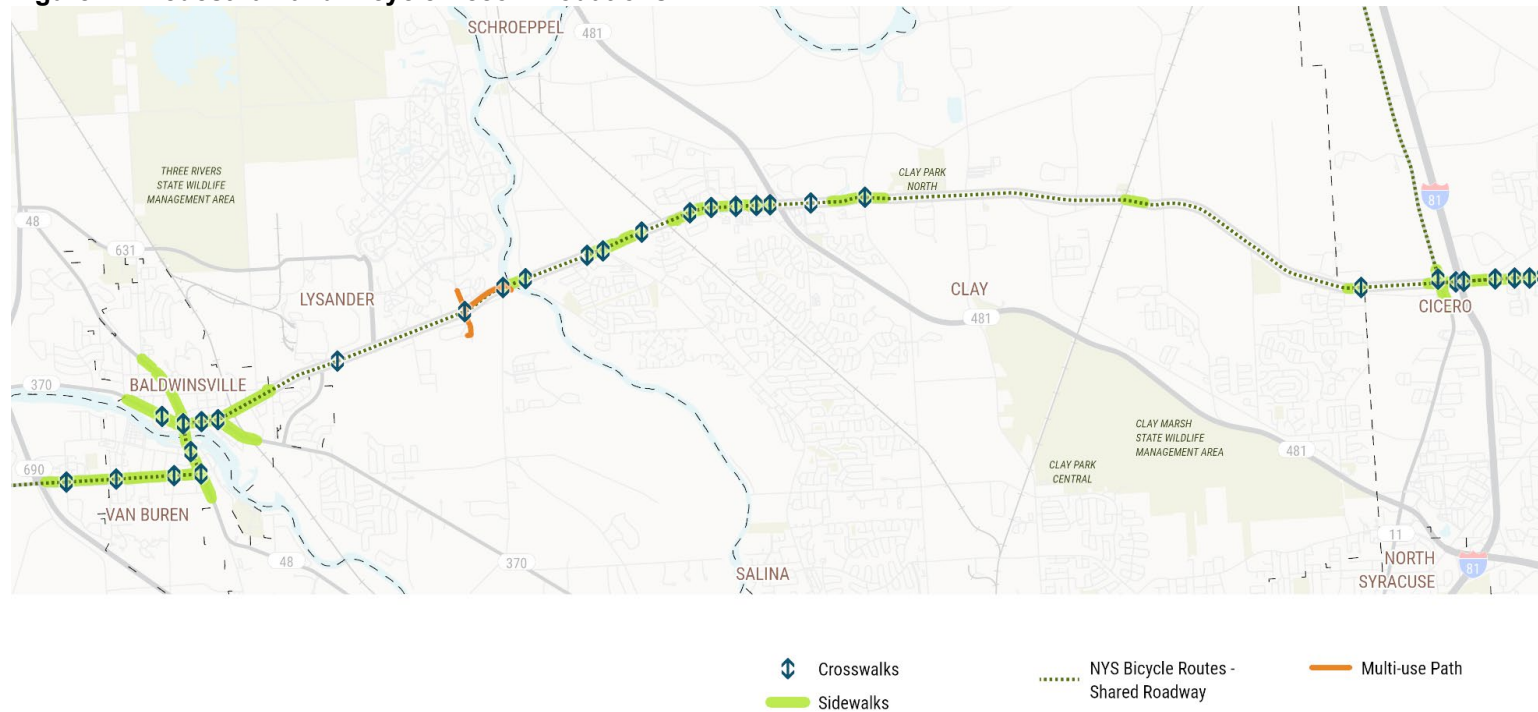 SCHROEPPEL
481
THREE RIVERS
STATE WILDLIFE
MANAGEMENT AREA
CLAY PARK
NORTH
81
48
631
LYSANDER
CLAY
481
CICERO
370
BALDWINSVILLE
CLAY MARSH
STATE WILDLIFE
MANAGEMENT AREA
481
690
CLAY PARK
CENTRAL
VAN BUREN
48
370
SALINA
11
NORTH
SYRACUSE
81
Crosswalks
Sidewalks
NYS Bicycle Routes -
Shared Roadway
Multi-use Path